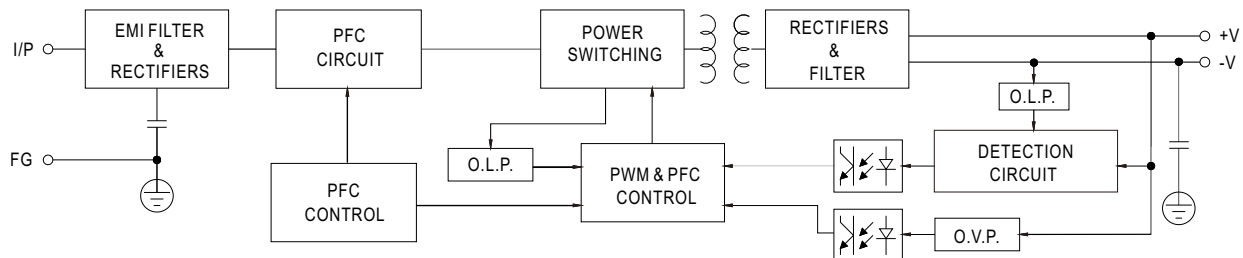 EMI FILTER
&
RECTIFIERS
PFC
CIRCUIT
POWER
SWITCHING
RECTIFIERS
&
FILTER
I/P
+V
-V
O.L.P.
FG
O.L.P.
DETECTION
CIRCUIT
PFC
CONTROL
PWM & PFC
CONTROL
O.V.P.